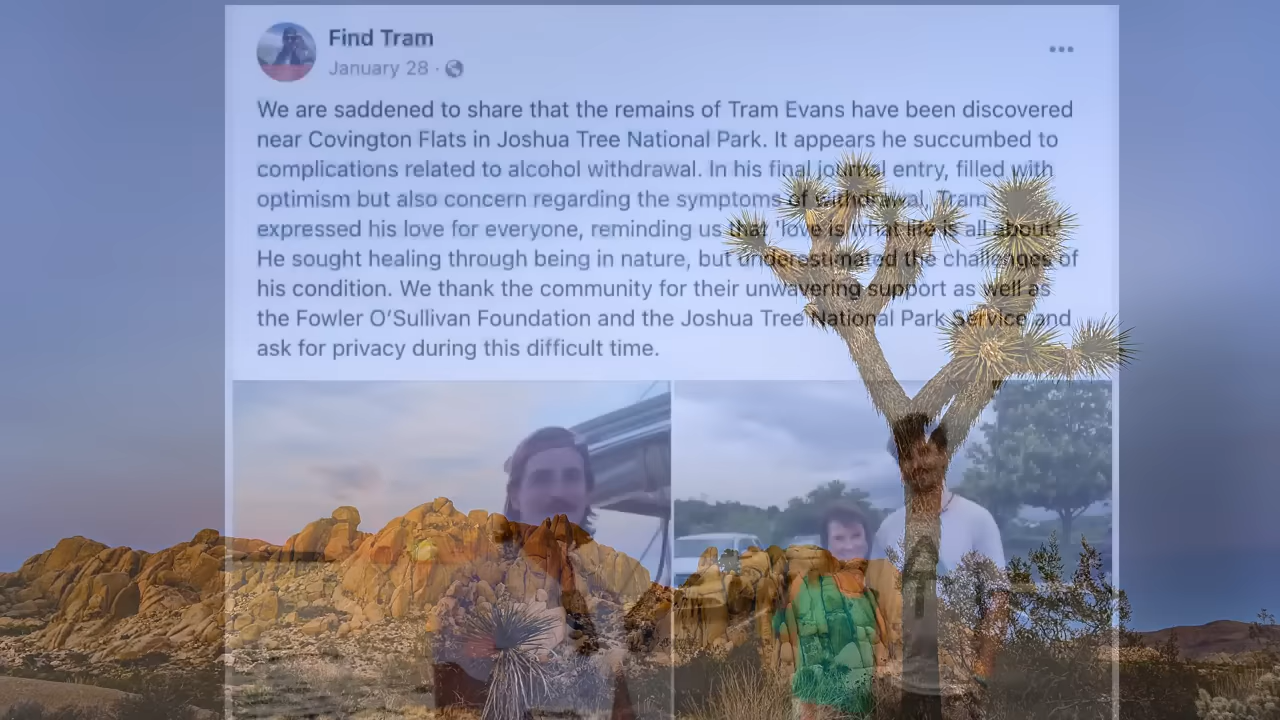 Find Tram
January 28 ·
We are saddened to share that the remains of Tram Evans have been discovered
near Covington Flats in Joshua Tree National Park. It appears he succumbed to
complications related to alcohol withdrawal. In his final journal entry, filled with
optimism but also concern regarding the symptoms of withdrawal, Tram
expressed his love for everyone, reminding us that 'love is what life is all about.'
He sought healing through being in nature, but underestimated the challenges of
his condition. We thank the community for their unwavering support as well as
the Fowler O’Sullivan Foundation and the Joshua Tree National Park Service and
ask for privacy during this difficult time.